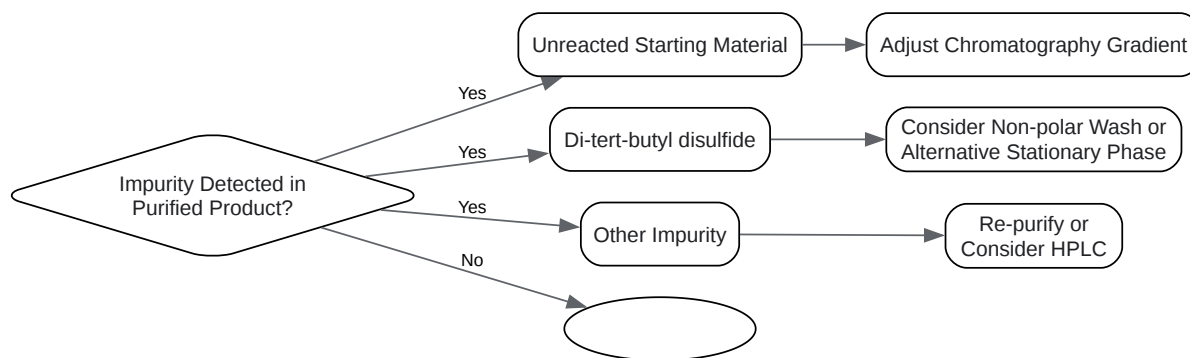 Unreacted Starting Material
Adjust Chromatography Gradient
Yes
Di-tert-butyl disulfide
Consider Non-polar Wash or
Alternative Stationary Phase
Yes
Impurity Detected in
Purified Product?
Yes
Other Impurity
Re-purify or
Consider HPLC
No